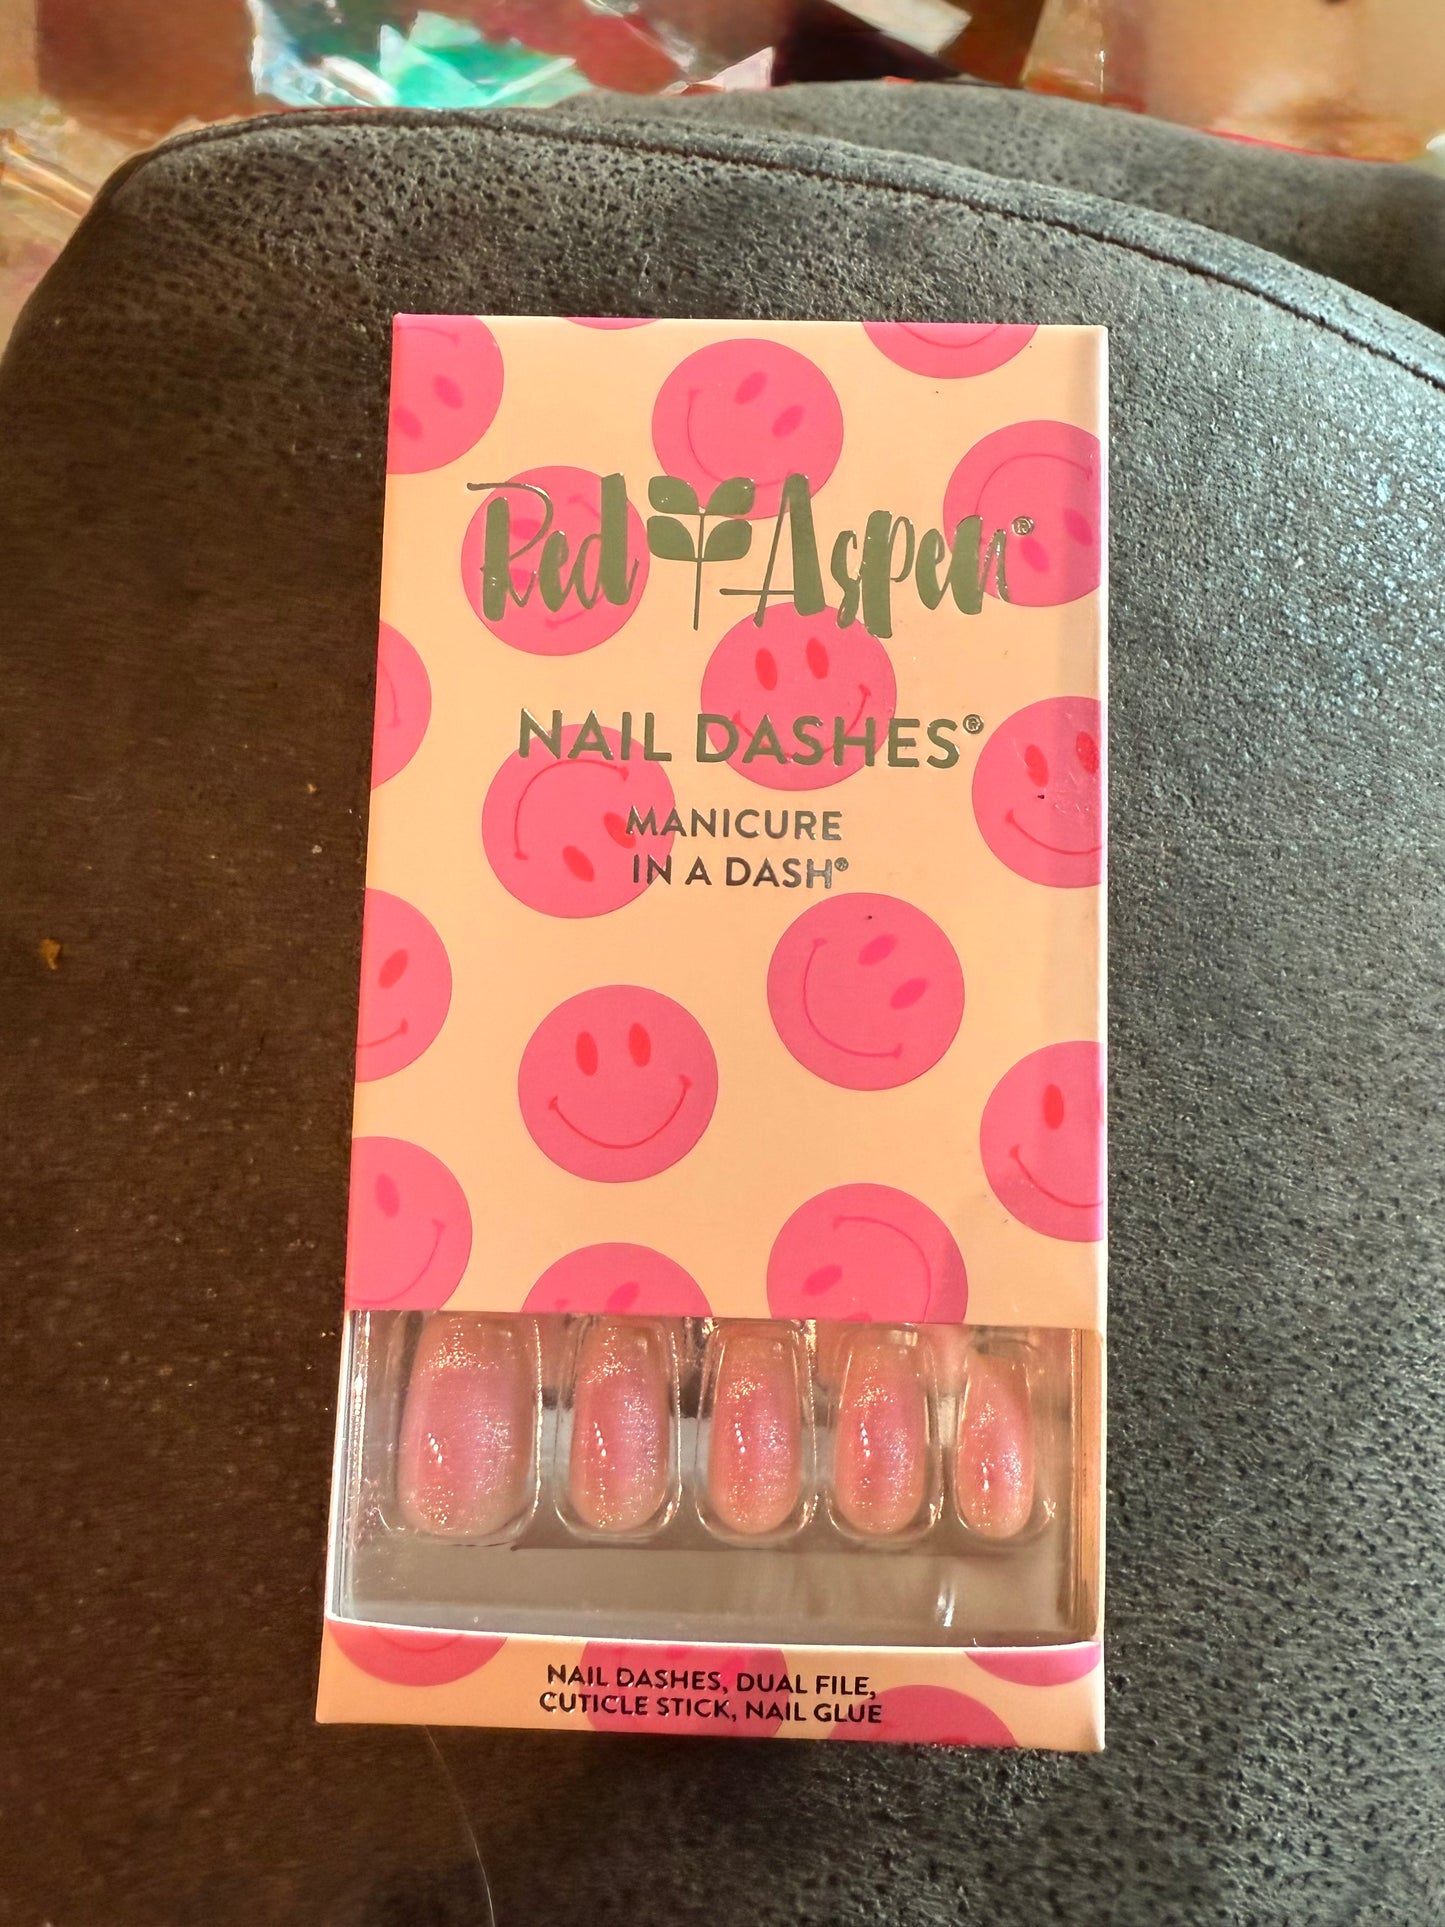 Red Aspen®
NAIL DASHES®
MANICURE
IN A DASH®
NAIL DASHES, DUAL FILE,
CUTICLE STICK, NAIL GLUE